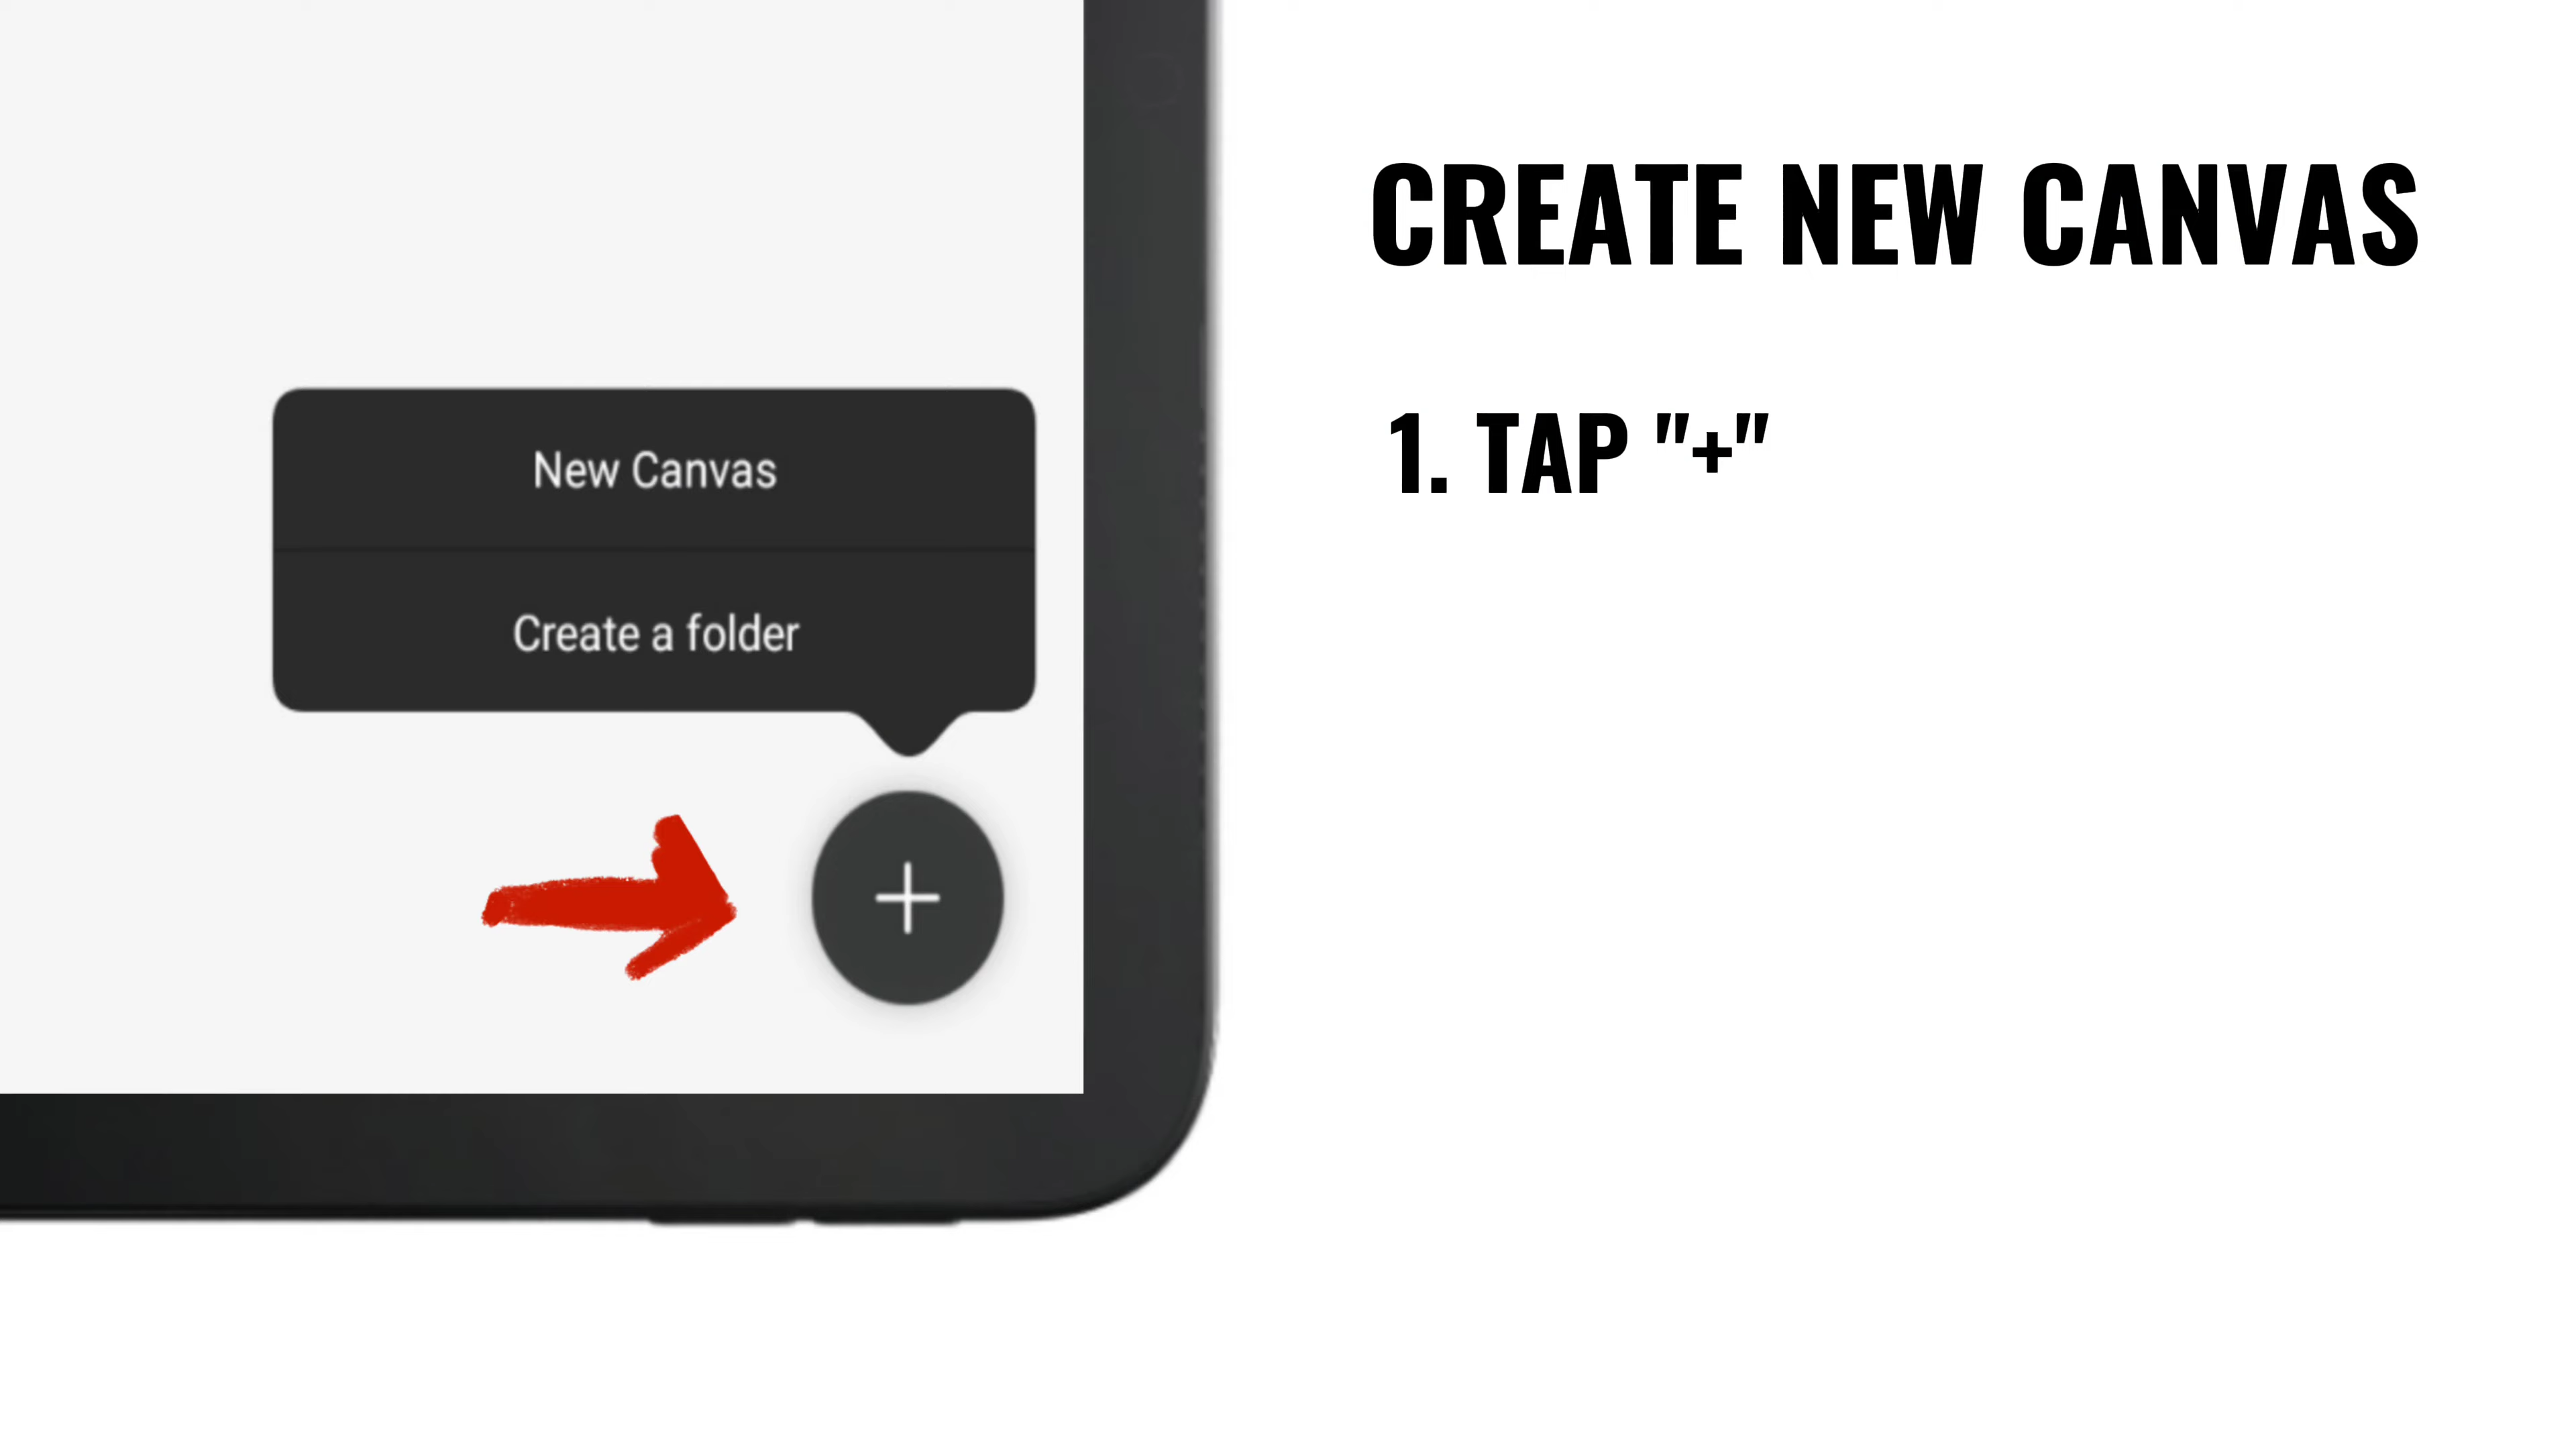 CREATE NEW CANVAS
1. TAP "+"
New Canvas
Create a folder
+